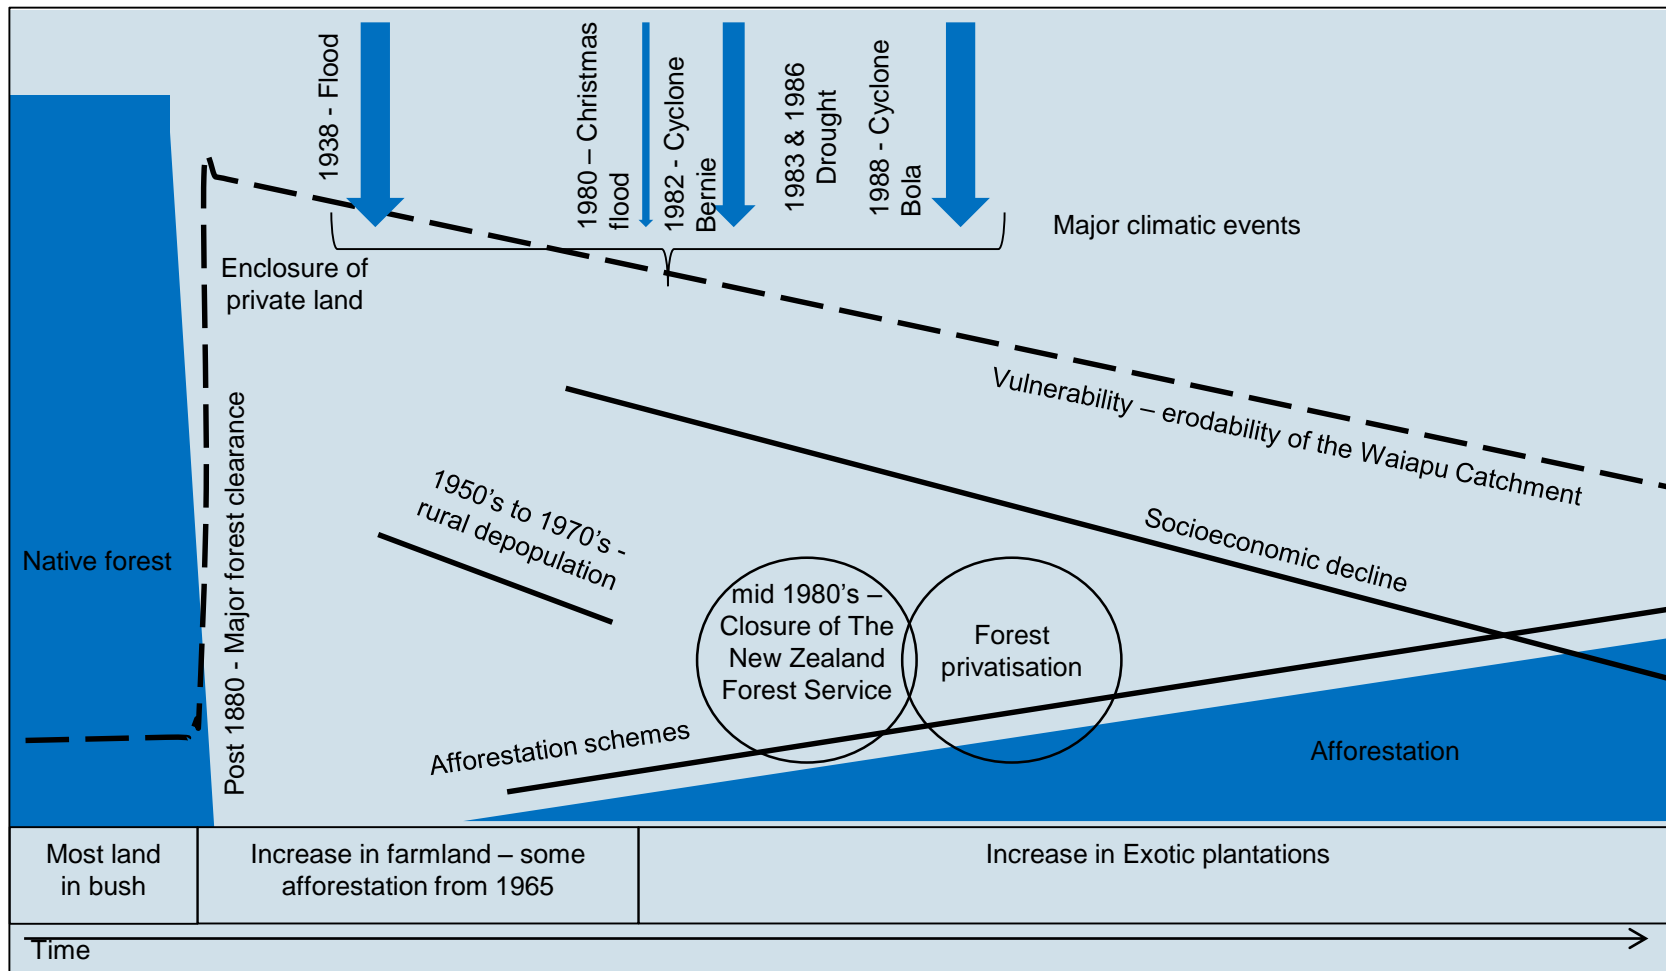 1938 - Flood
1980 – Christmas
flood
1982 - Cyclone
Bernie
1983 & 1986
Drought
1988 - Cyclone
Bola
Major climatic events
Enclosure of
private land
Vulnerability – erodability of the Waiapu Catchment
Native forest
Post 1880 - Major forest clearance
1950's to 1970's -
rural depopulation
Socioeconomic decline
mid 1980's –
Closure of The
New Zealand
Forest Service
Forest
privatisation
Afforestation schemes
Afforestation
Most land
in bush
Increase in farmland – some
afforestation from 1965
Increase in Exotic plantations
Time